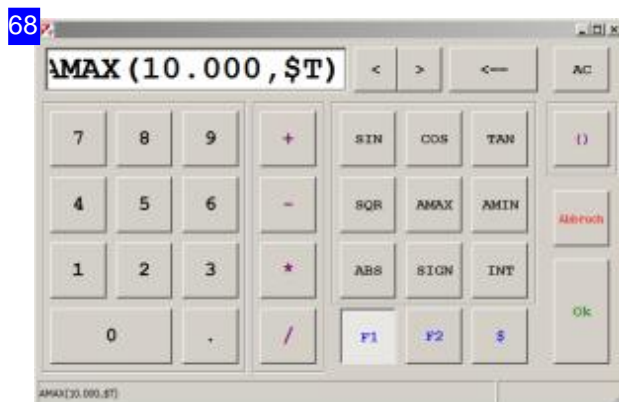 68
AMAX(10.000,$T) < > <-- AC
7 8 9 + SIN COS TAN ()
4 5 6 - SQR AMAX AMIN Abbruch
1 2 3 * ABS SIGN INT
0 . / F1 F2 $ Ok
AMAX(10.000,$T)